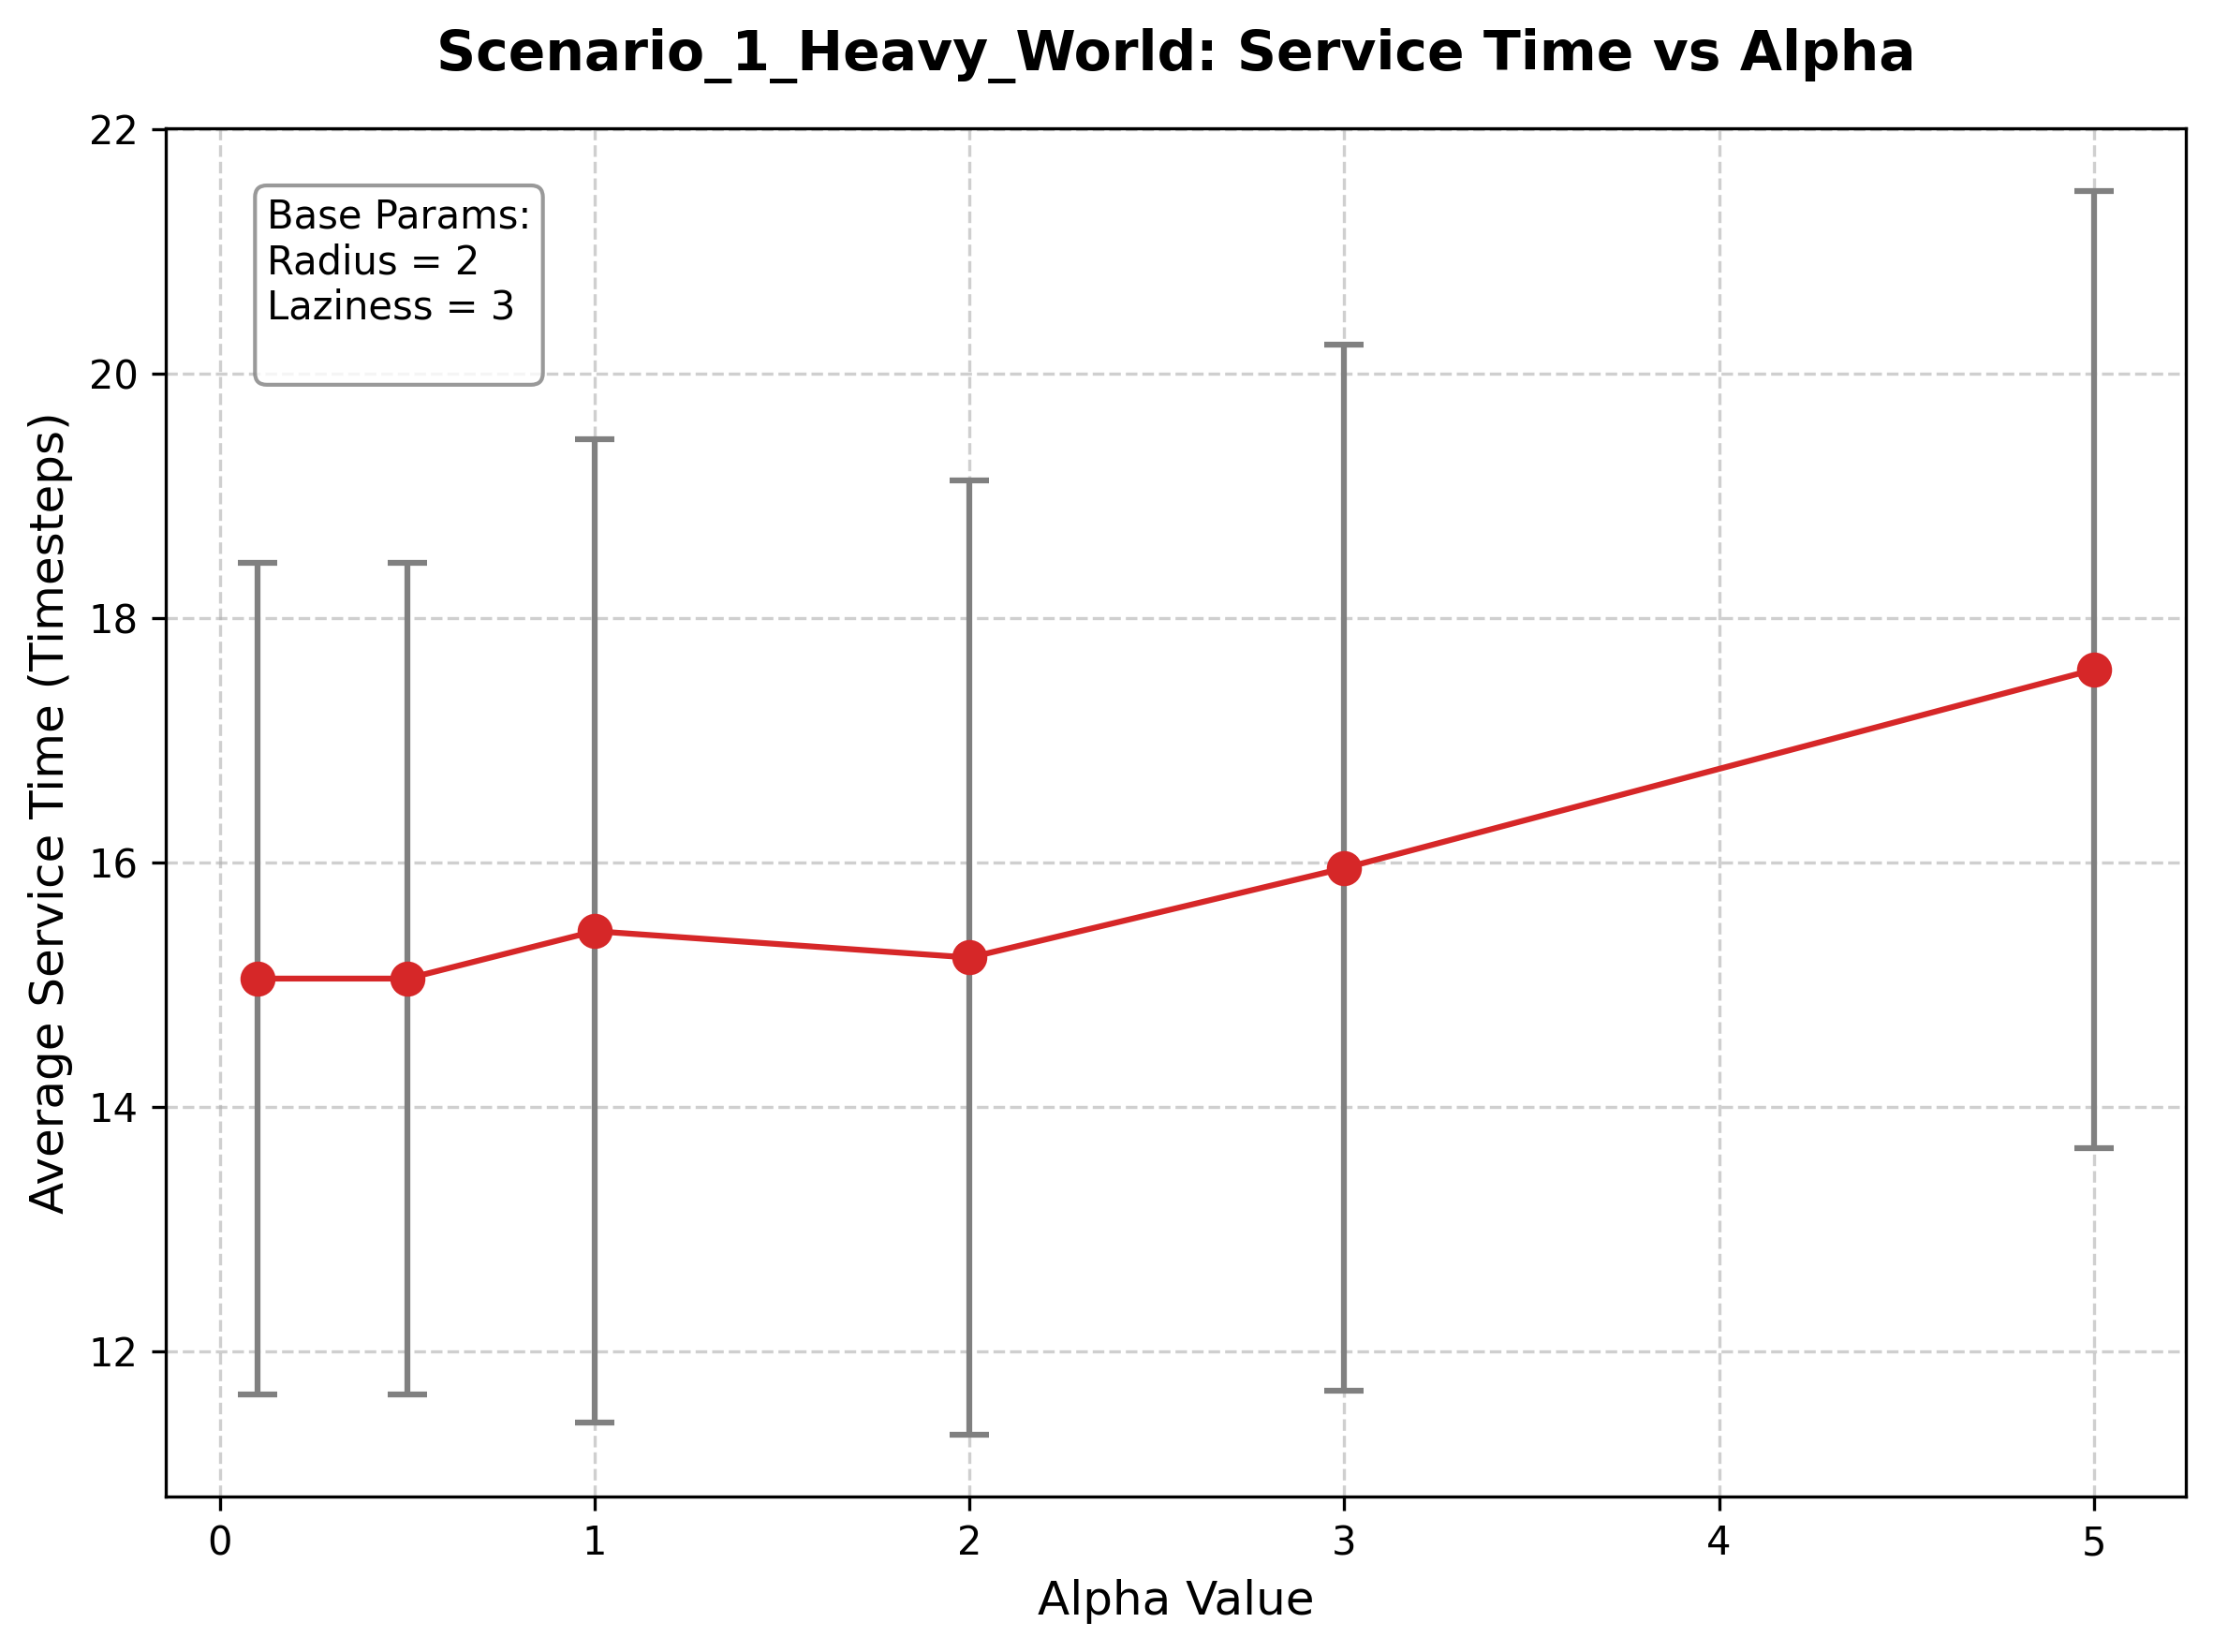 Scenario_1_Heavy_World: Service Time vs Alpha
22
20
18
16
14
12
Average Service Time (Timesteps)
Base Params:
Radius = 2
Laziness = 3
0 1 2 3 4 5
Alpha Value